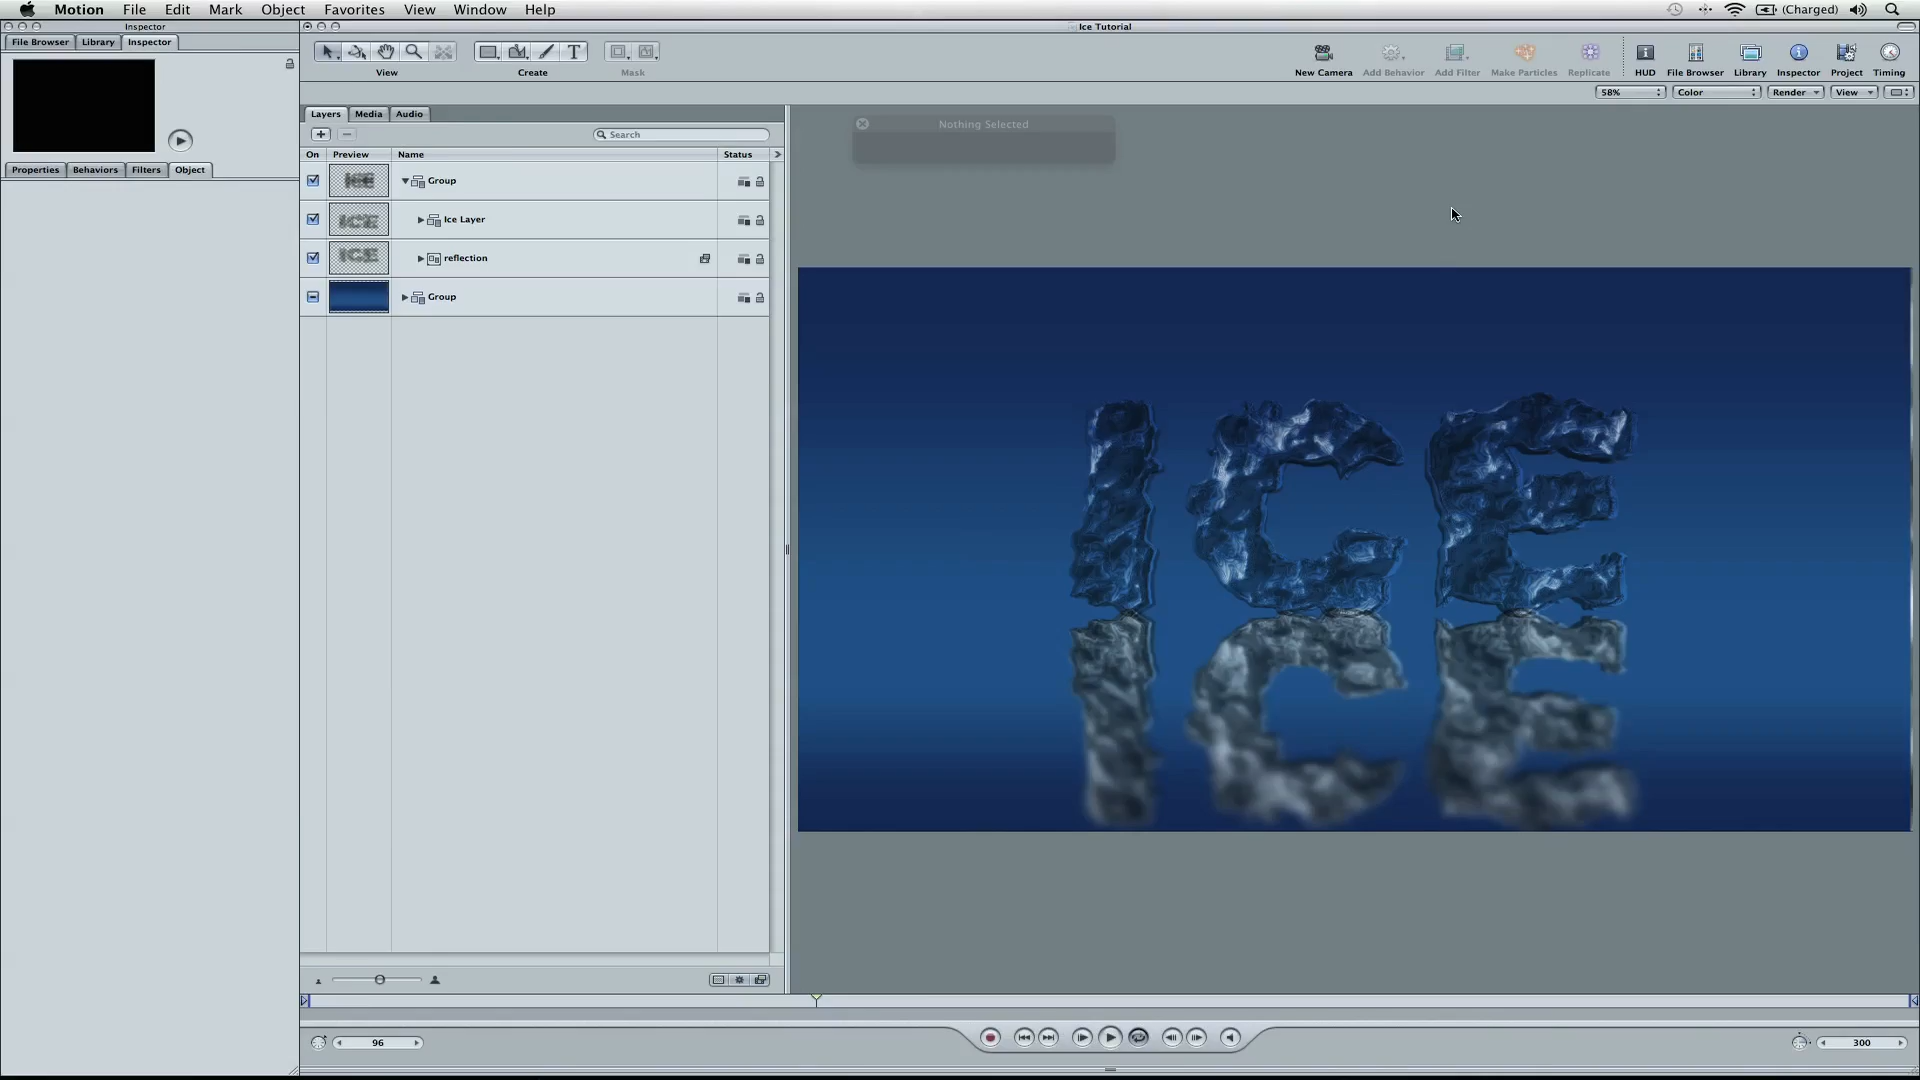 Motion File Edit Mark Object Favorites View Window Help (Charged)
Inspector
Ice Tutorial
File Browser Library Inspector
View Create Mask
New Camera Add Behavior Add Filter Make Particles Replicate HUD File Browser Library Inspector Project Timing
58% Color Render View
Layers Media Audio
Nothing Selected
Search
On Preview Name Status
Properties Behaviors Filters Object
Group
Ice Layer
reflection
Group
ICE
ICE
96
300